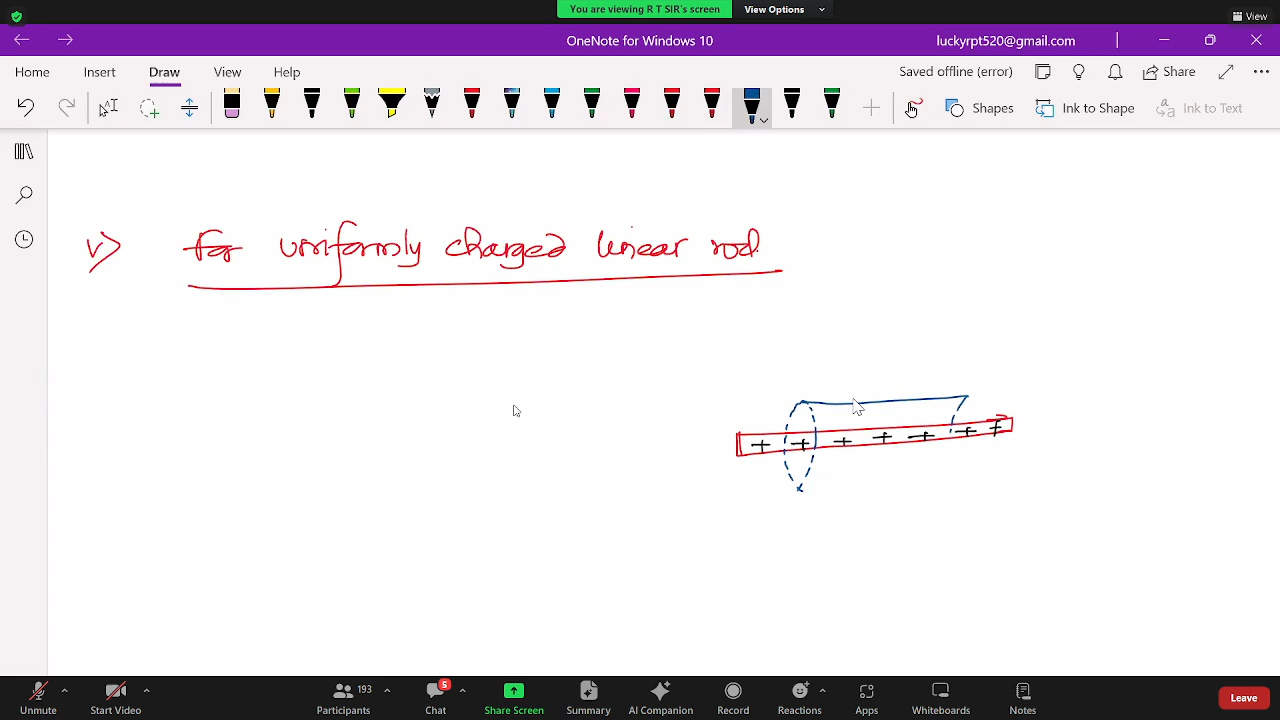 You are viewing R T SIR's screen View Options
View
OneNote for Windows 10 luckyrpt520@gmail.com
Home Insert Draw View Help Saved offline (error) Share
Shapes Ink to Shape Ink to Text
v) for uniformly charged linear rod.
+ + + + + + +
Unmute Start Video Participants 193 Chat 5 Share Screen Summary AI Companion Record Reactions Apps Whiteboards Notes Leave